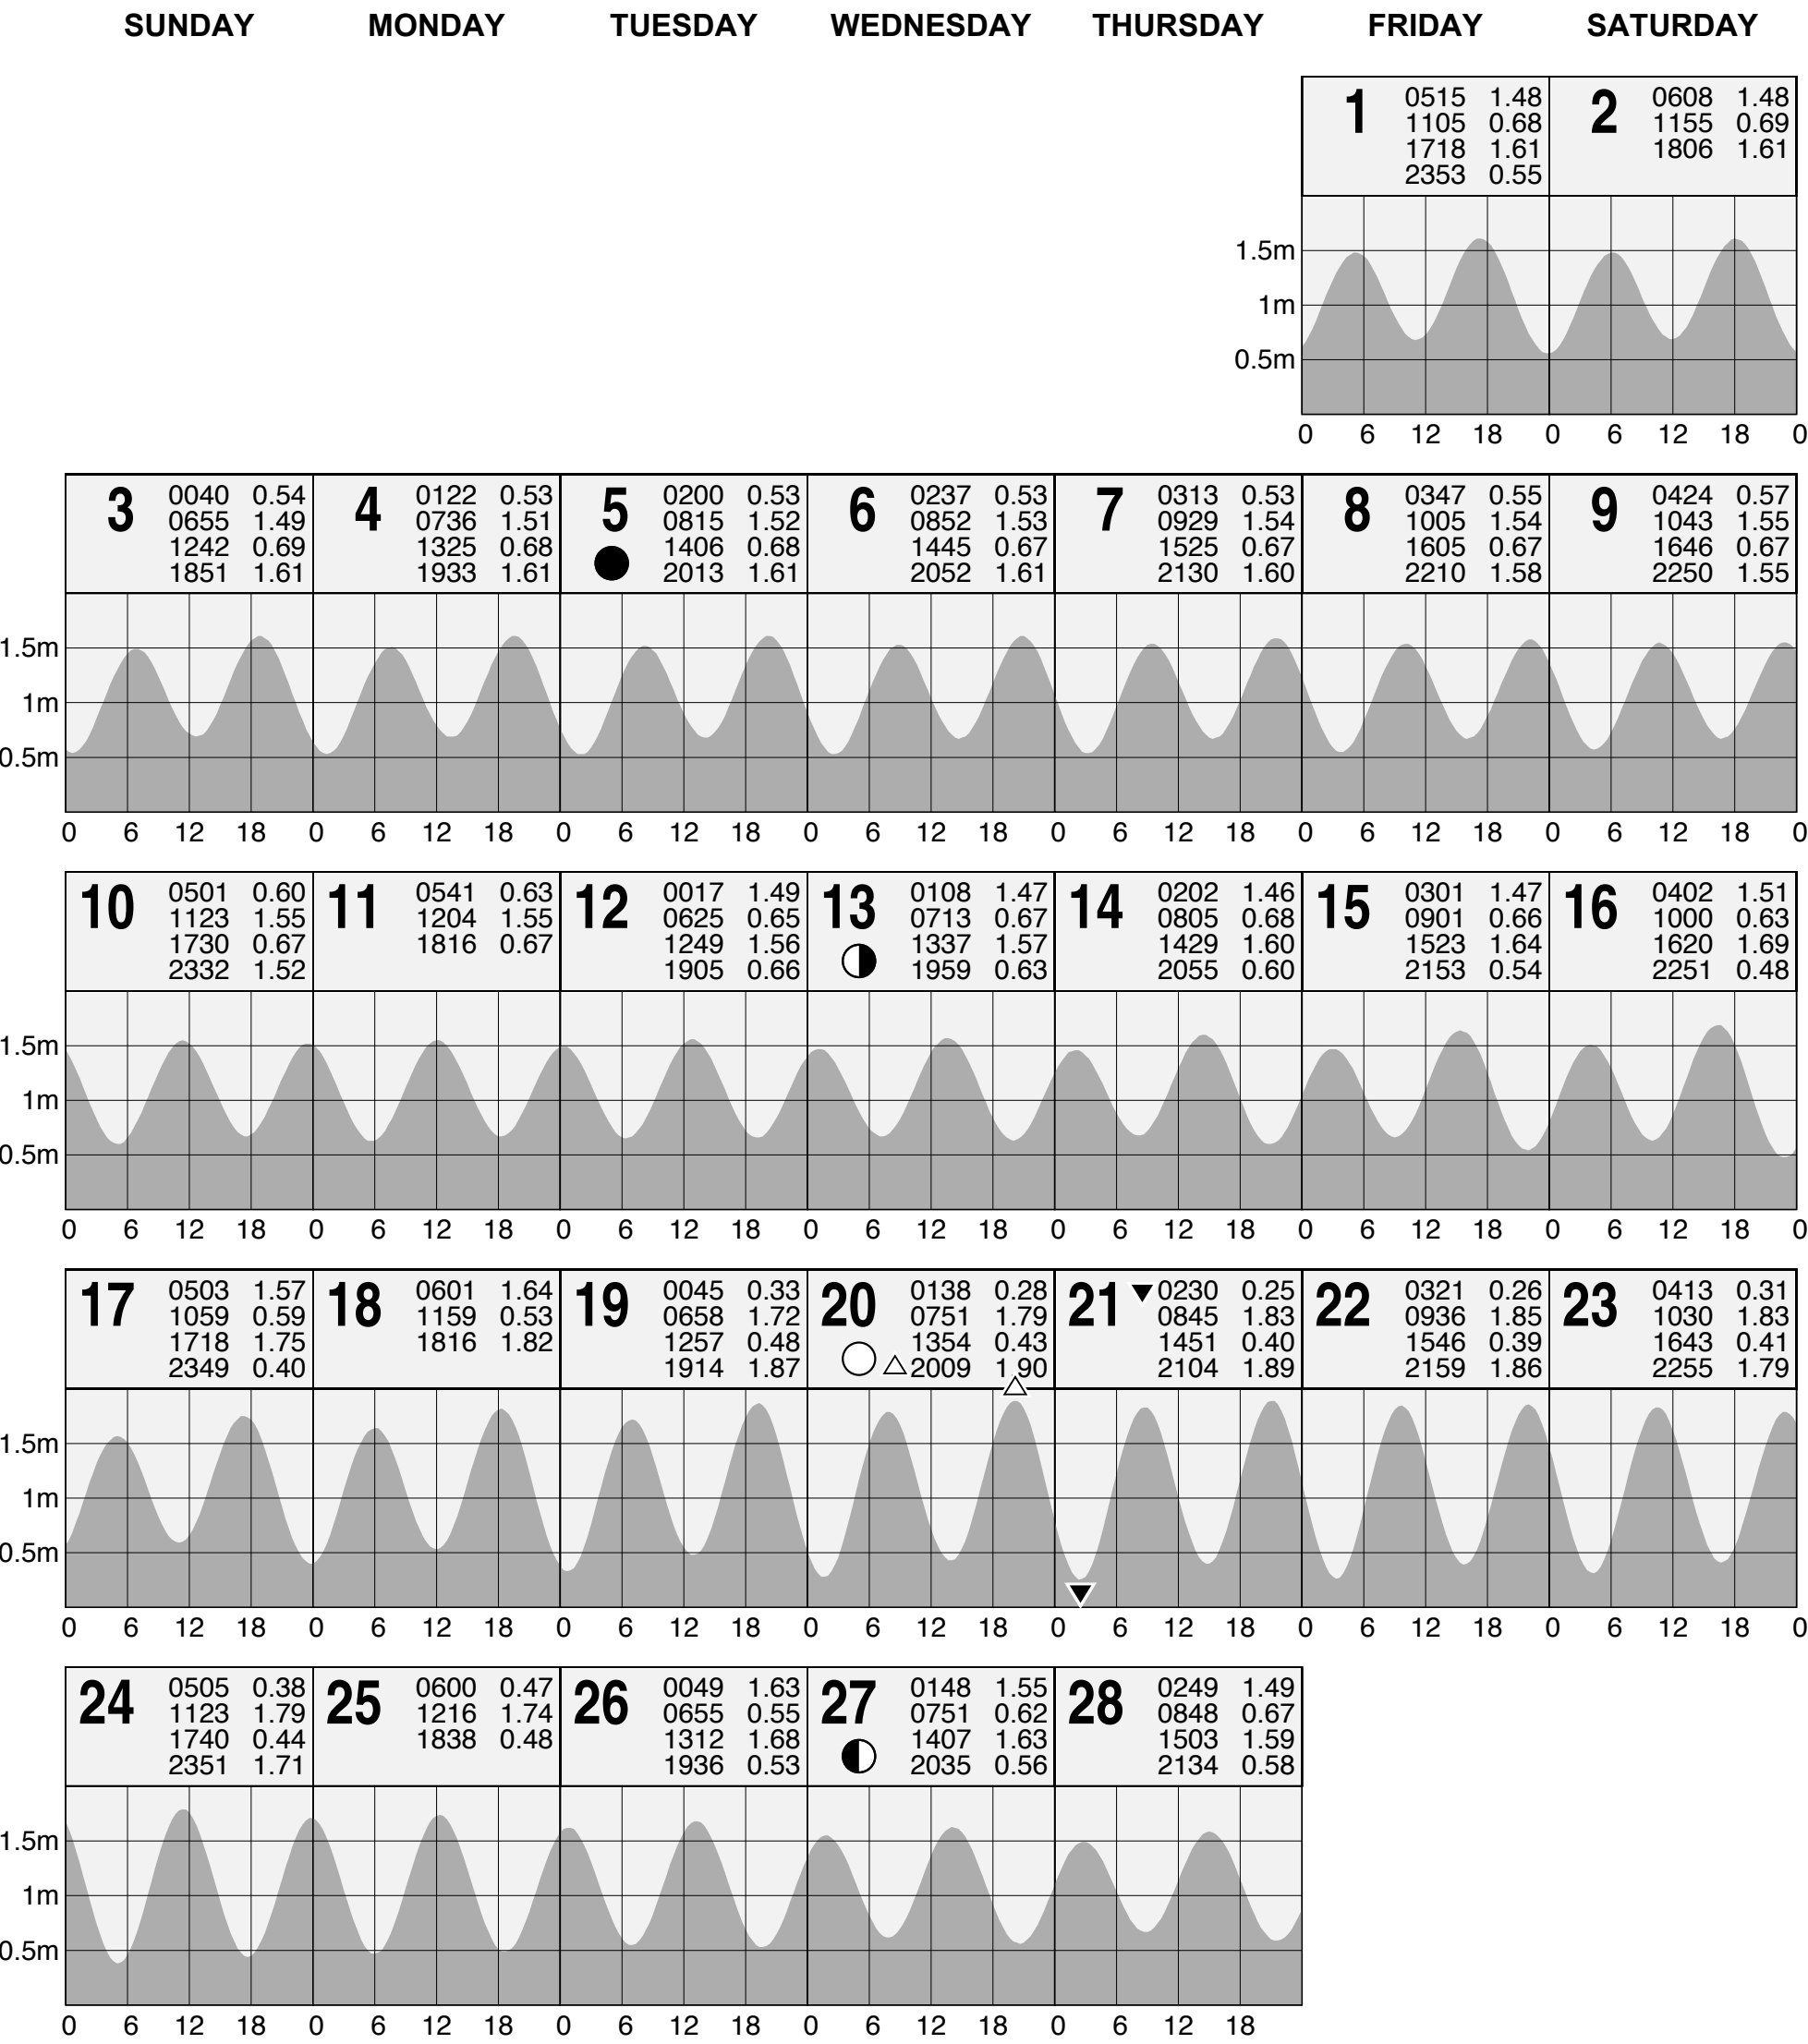 SUNDAY MONDAY TUESDAY WEDNESDAY THURSDAY FRIDAY SATURDAY
1 0515 1.48
1105 0.68
1718 1.61
2353 0.55
2 0608 1.48
1155 0.69
1806 1.61
1.5m
1m
0.5m
0 6 12 18 0 6 12 18 0
3 0040 0.54
0655 1.49
1242 0.69
1851 1.61
4 0122 0.53
0736 1.51
1325 0.68
1933 1.61
5 0200 0.53
0815 1.52
1406 0.68
2013 1.61
6 0237 0.53
0852 1.53
1445 0.67
2052 1.61
7 0313 0.53
0929 1.54
1525 0.67
2130 1.60
8 0347 0.55
1005 1.54
1605 0.67
2210 1.58
9 0424 0.57
1043 1.55
1646 0.67
2250 1.55
1.5m
1m
0.5m
0 6 12 18 0 6 12 18 0 6 12 18 0 6 12 18 0 6 12 18 0 6 12 18 0 6 12 18 0
10 0501 0.60
1123 1.55
1730 0.67
2332 1.52
11 0541 0.63
1204 1.55
1816 0.67
12 0017 1.49
0625 0.65
1249 1.56
1905 0.66
13 0108 1.47
0713 0.67
1337 1.57
1959 0.63
14 0202 1.46
0805 0.68
1429 1.60
2055 0.60
15 0301 1.47
0901 0.66
1523 1.64
2153 0.54
16 0402 1.51
1000 0.63
1620 1.69
2251 0.48
1.5m
1m
0.5m
0 6 12 18 0 6 12 18 0 6 12 18 0 6 12 18 0 6 12 18 0 6 12 18 0 6 12 18 0
17 0503 1.57
1059 0.59
1718 1.75
2349 0.40
18 0601 1.64
1159 0.53
1816 1.82
19 0045 0.33
0658 1.72
1257 0.48
1914 1.87
20 0138 0.28
0751 1.79
1354 0.43
2009 1.90
21 0230 0.25
0845 1.83
1451 0.40
2104 1.89
22 0321 0.26
0936 1.85
1546 0.39
2159 1.86
23 0413 0.31
1030 1.83
1643 0.41
2255 1.79
1.5m
1m
0.5m
0 6 12 18 0 6 12 18 0 6 12 18 0 6 12 18 0 6 12 18 0 6 12 18 0 6 12 18 0
24 0505 0.38
1123 1.79
1740 0.44
2351 1.71
25 0600 0.47
1216 1.74
1838 0.48
26 0049 1.63
0655 0.55
1312 1.68
1936 0.53
27 0148 1.55
0751 0.62
1407 1.63
2035 0.56
28 0249 1.49
0848 0.67
1503 1.59
2134 0.58
1.5m
1m
0.5m
0 6 12 18 0 6 12 18 0 6 12 18 0 6 12 18 0 6 12 18